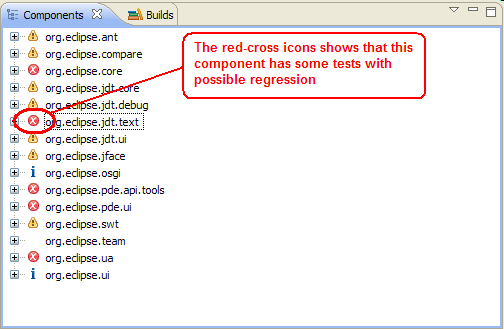 Components
Builds
org.eclipse.ant
org.eclipse.compare
org.eclipse.core
org.eclipse.jdt.core
org.eclipse.jdt.debug
org.eclipse.jdt.text
org.eclipse.jdt.ui
org.eclipse.jface
org.eclipse.osgi
org.eclipse.pde.api.tools
org.eclipse.pde.ui
org.eclipse.swt
org.eclipse.team
org.eclipse.ua
org.eclipse.ui
The red-cross icons shows that this
component has some tests with
possible regression